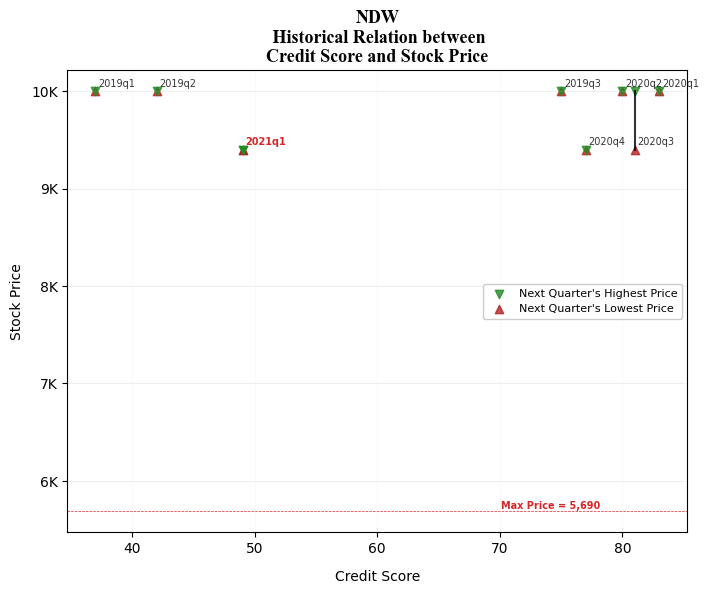 NDW
Historical Relation between
Credit Score and Stock Price
10K
9K
8K
7K
6K
Stock Price
2019q1
2019q2
2019q3
2020q2
2020q1
2021q1
2020q4
2020q3
Next Quarter's Highest Price
Next Quarter's Lowest Price
Max Price = 5,690
40
50
60
70
80
Credit Score